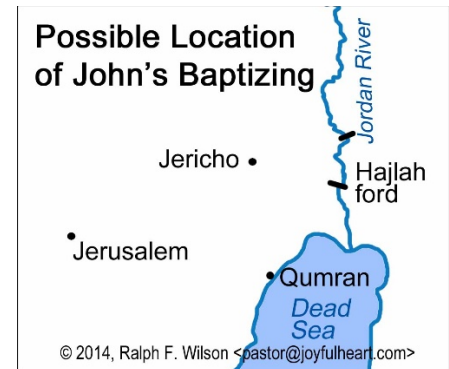 Possible Location
of John's Baptizing
Jordan River
Jericho
Hajlah
ford
Jerusalem
Qumran
Dead
Sea
© 2014, Ralph F. Wilson <pastor@joyfulheart.com>